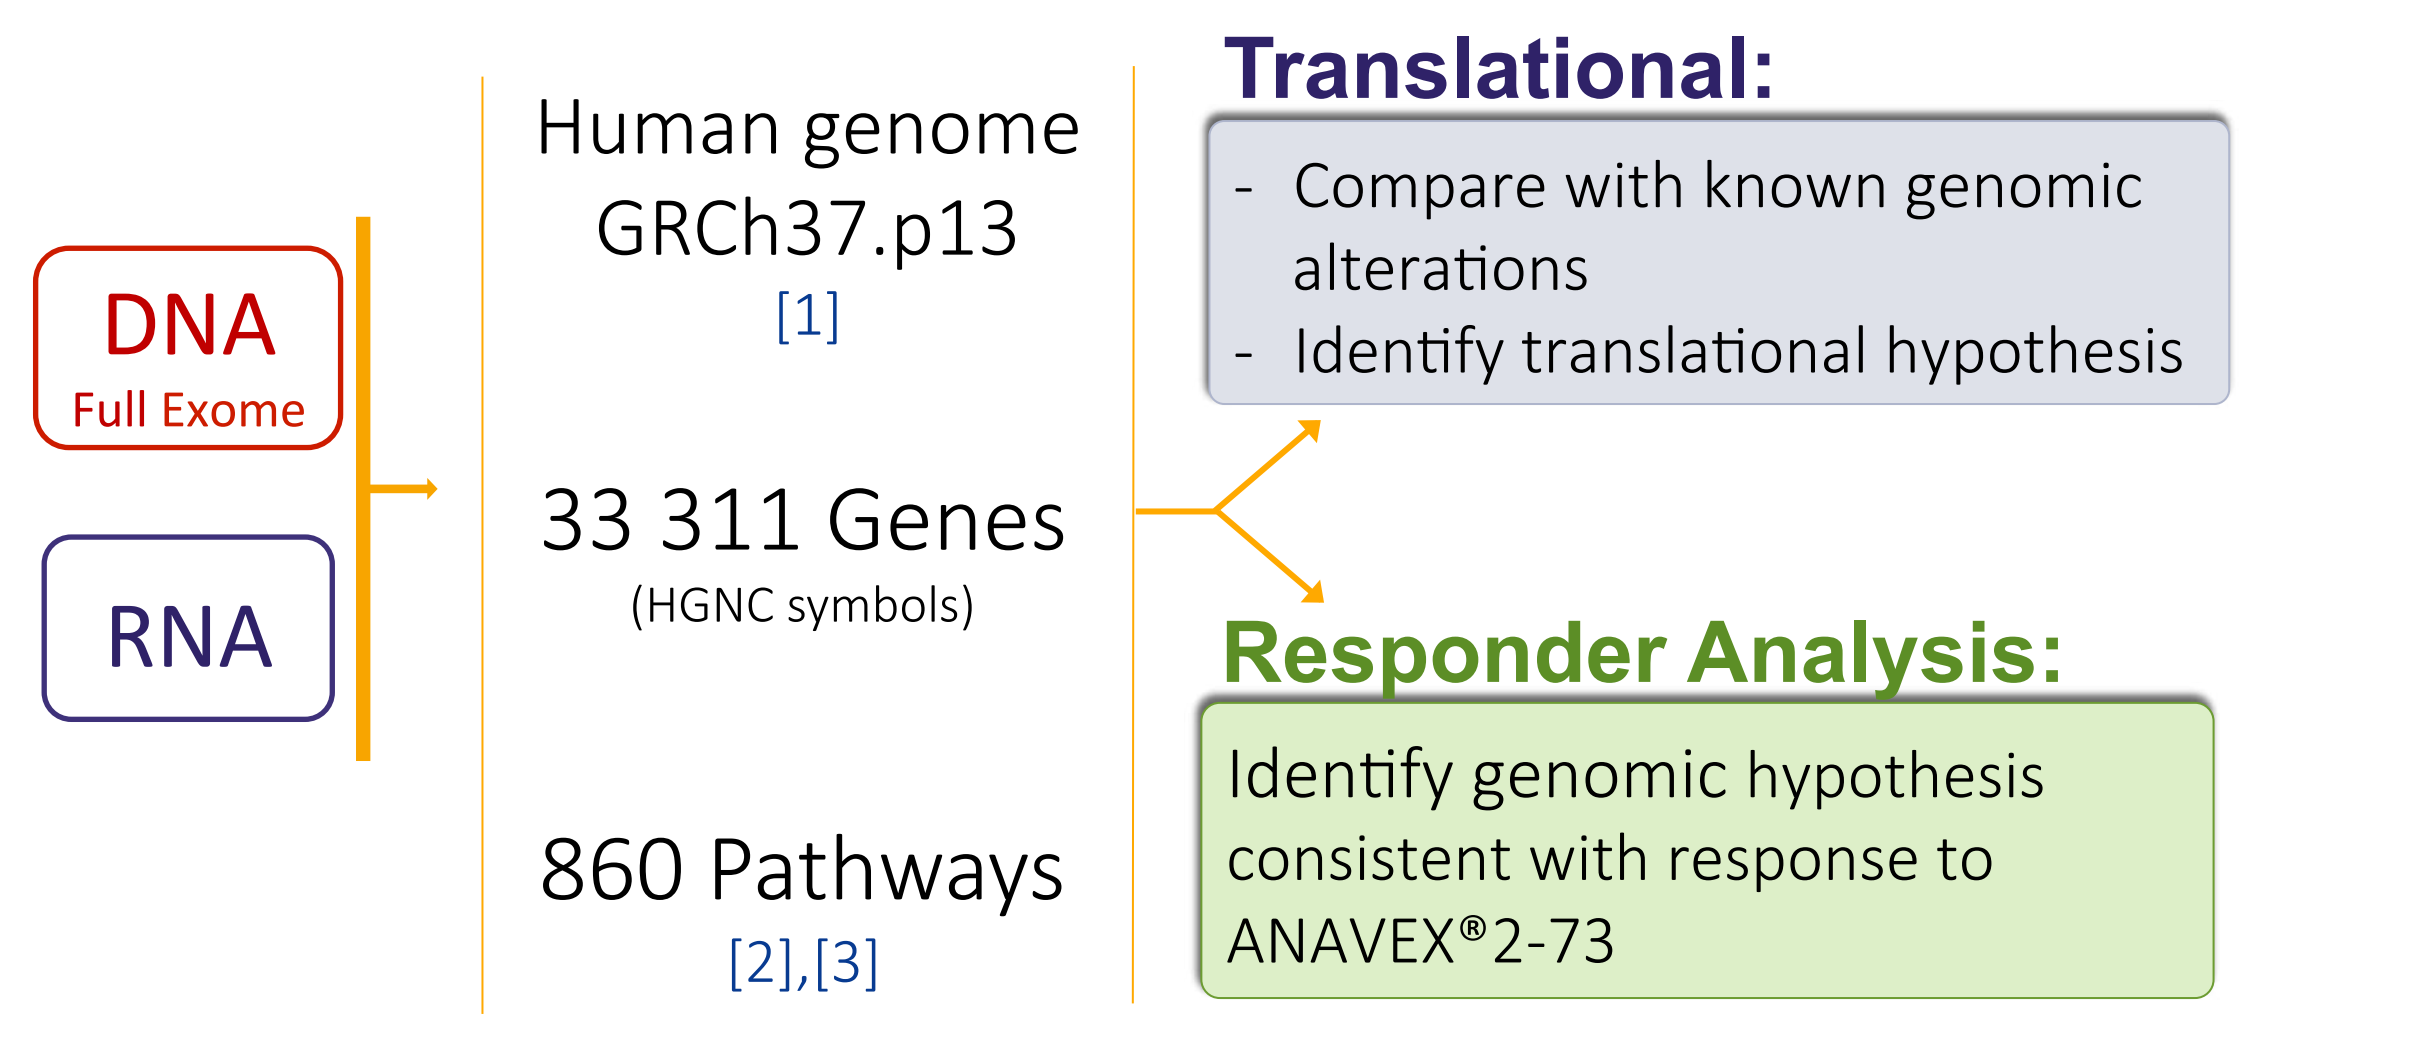 DNA
Full Exome
RNA
Human genome
GRCh37.p13
[1]
33 311 Genes
(HGNC symbols)
860 Pathways
[2],[3]
Translational:
- Compare with known genomic
alterations
- Identify translational hypothesis
Responder Analysis:
Identify genomic hypothesis
consistent with response to
ANAVEX®2-73